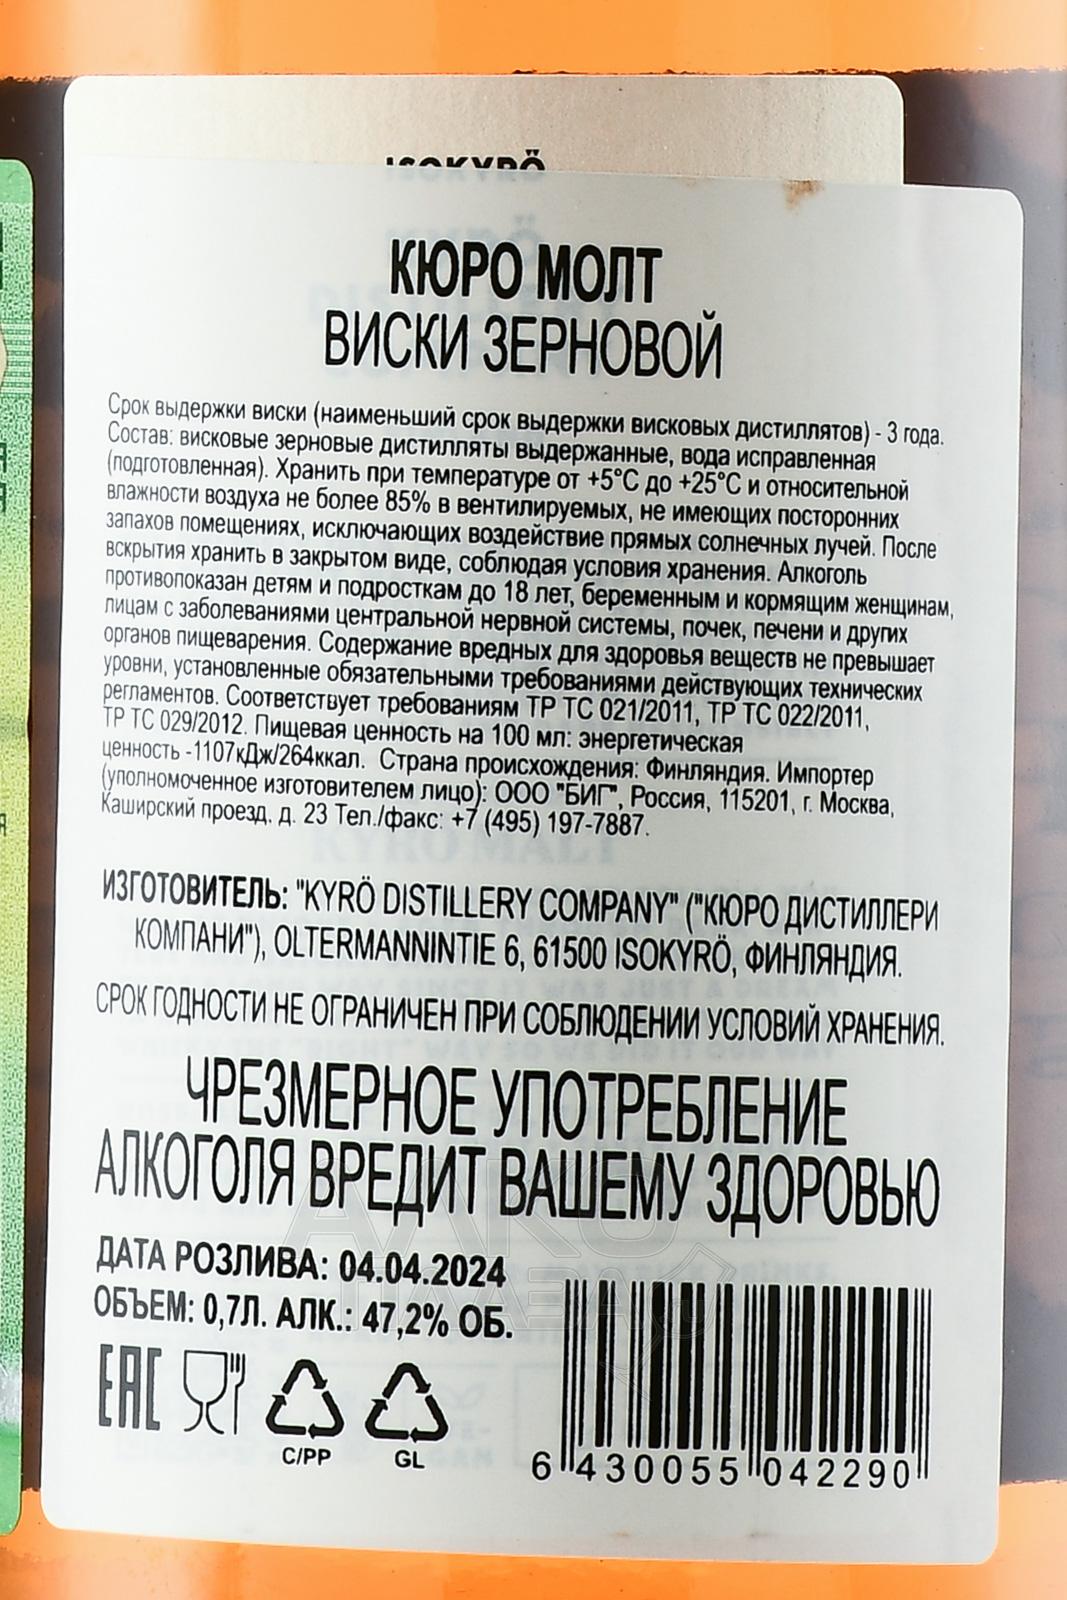 ISOKYRÖ
КЮРО МОЛТ
ВИСКИ ЗЕРНОВОЙ
Срок выдержки виски (наименьший срок выдержки висковых дистиллятов) - 3 года.
Состав: висковые зерновые дистилляты выдержанные, вода исправленная
(подготовленная). Хранить при температуре от +5°С до +25°С и относительной
влажности воздуха не более 85% в вентилируемых, не имеющих посторонних
запахов помещениях, исключающих воздействие прямых солнечных лучей. После
вскрытия хранить в закрытом виде, соблюдая условия хранения. Алкоголь
противопоказан детям и подросткам до 18 лет, беременным и кормящим женщинам,
лицам с заболеваниями центральной нервной системы, почек, печени и других
органов пищеварения. Содержание вредных для здоровья веществ не превышает
уровни, установленные обязательными требованиями действующих технических
регламентов. Соответствует требованиям ТР ТС 021/2011, ТР ТС 022/2011,
ТР ТС 029/2012. Пищевая ценность на 100 мл: энергетическая
ценность -1107кДж/264ккал. Страна происхождения: Финляндия. Импортер
(уполномоченное изготовителем лицо): ООО "БИГ", Россия, 115201, г. Москва,
Каширский проезд, д. 23 Тел./факс: +7 (495) 197-7887.
KYRÖ MALT
ИЗГОТОВИТЕЛЬ: "KYRÖ DISTILLERY COMPANY" ("КЮРО ДИСТИЛЛЕРИ
КОМПАНИ"), OLTERMANNINTIE 6, 61500 ISOKYRÖ, ФИНЛЯНДИЯ.
СРОК ГОДНОСТИ НЕ ОГРАНИЧЕН ПРИ СОБЛЮДЕНИИ УСЛОВИЙ ХРАНЕНИЯ.
ЧРЕЗМЕРНОЕ УПОТРЕБЛЕНИЕ
АЛКОГОЛЯ ВРЕДИТ ВАШЕМУ ЗДОРОВЬЮ
ДАТА РОЗЛИВА: 04.04.2024
ОБЪЕМ: 0,7Л. АЛК.: 47,2% ОБ.
EAC
C/PP
GL
6 430055 042290